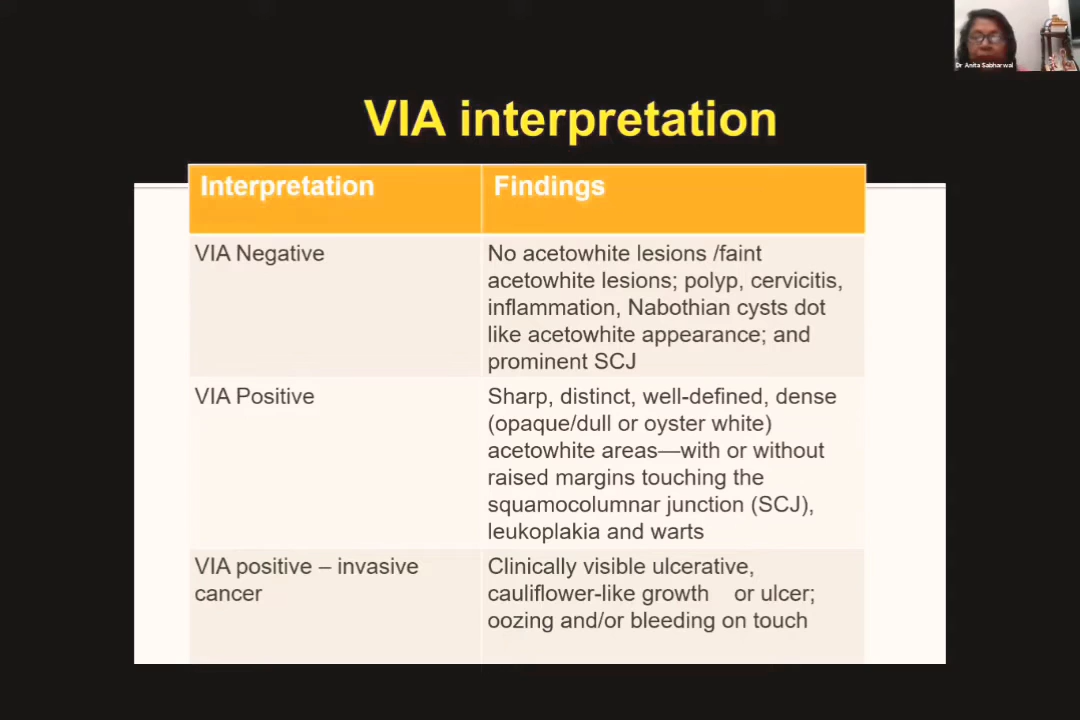 Dr Anita Sabharwal
VIA interpretation
Interpretation
Findings
VIA Negative
No acetowhite lesions /faint
acetowhite lesions; polyp, cervicitis,
inflammation, Nabothian cysts dot
like acetowhite appearance; and
prominent SCJ
VIA Positive
Sharp, distinct, well-defined, dense
(opaque/dull or oyster white)
acetowhite areas—with or without
raised margins touching the
squamocolumnar junction (SCJ),
leukoplakia and warts
VIA positive – invasive
cancer
Clinically visible ulcerative,
cauliflower-like growth or ulcer;
oozing and/or bleeding on touch